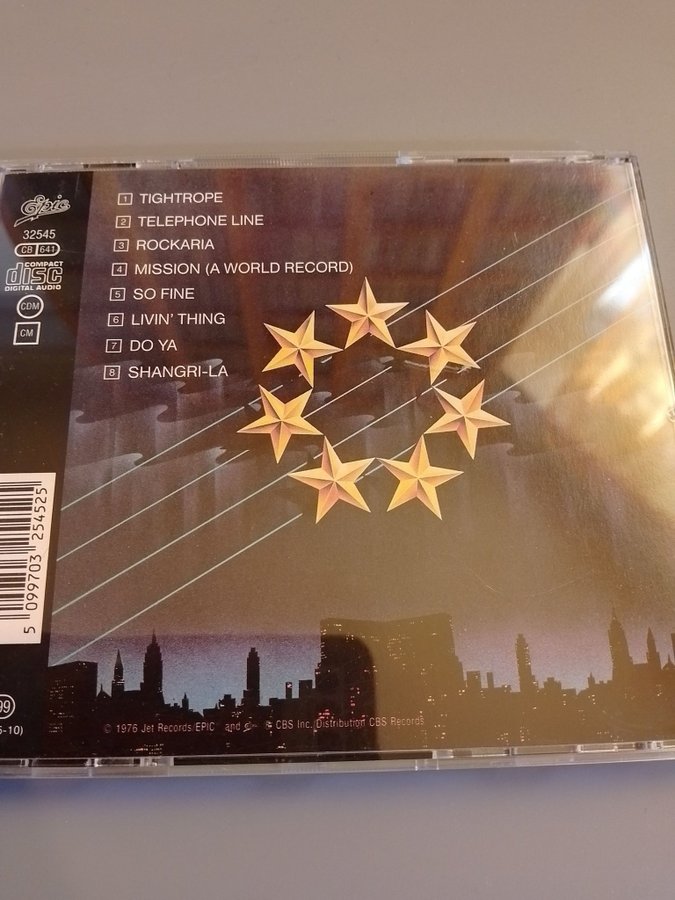 Epic
32545
CB 641
COMPACT
disc
DIGITAL AUDIO
CDM
CM
1 TIGHTROPE
2 TELEPHONE LINE
3 ROCKARIA
4 MISSION (A WORLD RECORD)
5 SO FINE
6 LIVIN' THING
7 DO YA
8 SHANGRI-LA
5 099703 254525
© 1976 Jet Records/EPIC and are CBS Inc./Distribution CBS Records